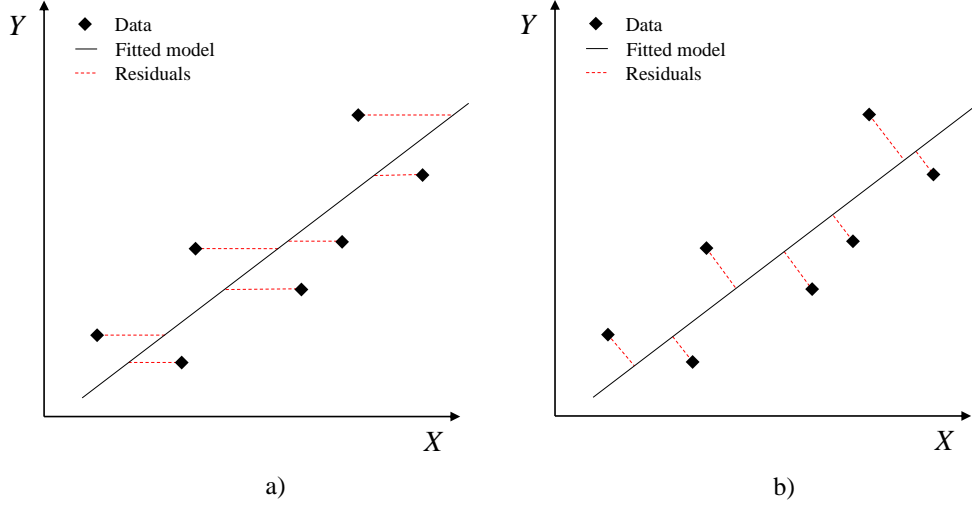 Y
Data
Fitted model
Residuals
X
a)
Y
Data
Fitted model
Residuals
X
b)